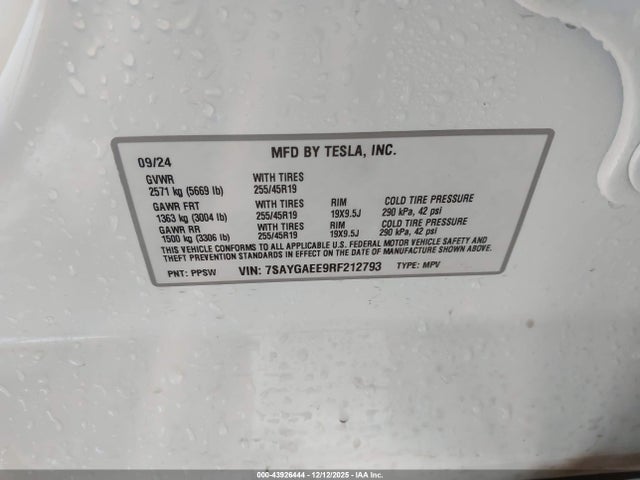 MFD BY TESLA, INC.
09/24
GVWR WITH TIRES
2571 kg (5669 lb) 255/45R19
GAWR FRT WITH TIRES RIM COLD TIRE PRESSURE
1363 kg (3004 lb) 255/45R19 19X9.5J 290 kPa, 42 psi
GAWR RR WITH TIRES RIM COLD TIRE PRESSURE
1500 kg (3306 lb) 255/45R19 19X9.5J 290 kPa, 42 psi
THIS VEHICLE CONFORMS TO ALL APPLICABLE U.S. FEDERAL MOTOR VEHICLE SAFETY AND
THEFT PREVENTION STANDARDS IN EFFECT ON THE DATE OF MANUFACTURE SHOWN ABOVE.
PNT: PPSW VIN: 7SAYGAEE9RF212793 TYPE: MPV
000-43926444 - 12/12/2025 - IAA Inc.